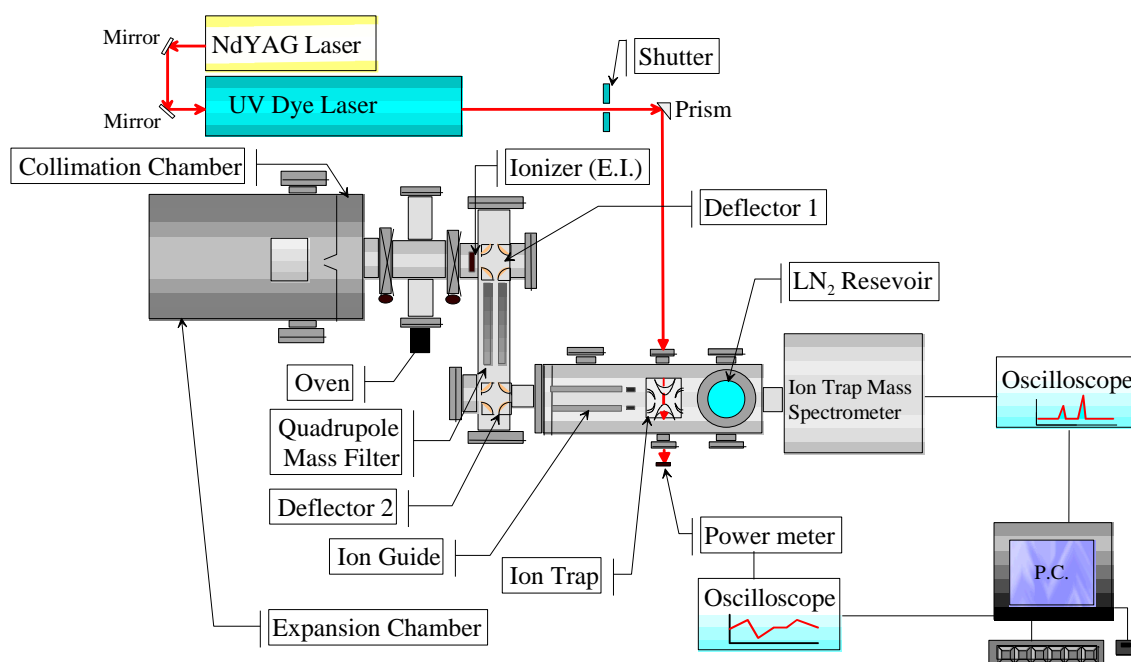 NdYAG Laser
Mirror
Shutter
UV Dye Laser
Prism
Mirror
Collimation Chamber
Ionizer (E.I.)
Deflector 1
LN₂ Resevoir
Oven
Ion Trap Mass
Spectrometer
Oscilloscope
Quadrupole
Mass Filter
Deflector 2
Power meter
Ion Guide
Ion Trap
P.C.
Oscilloscope
Expansion Chamber